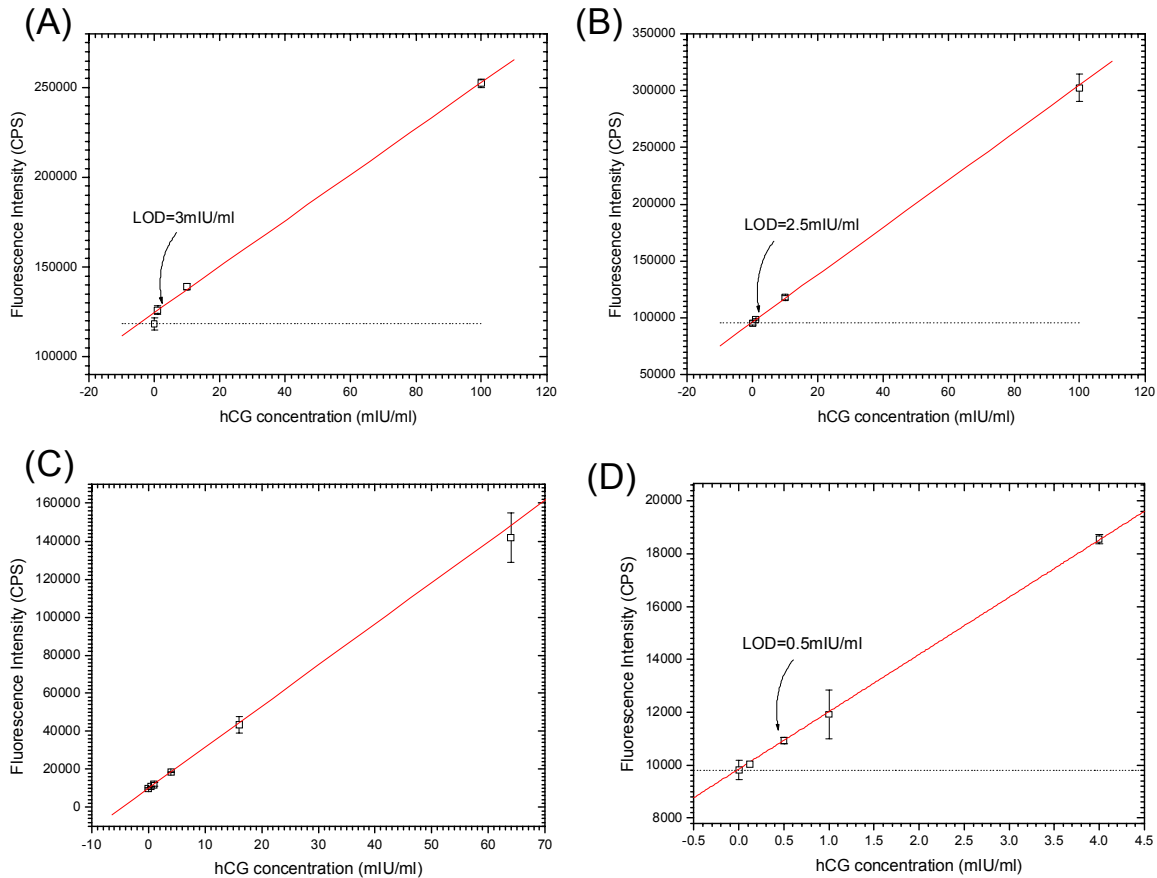 (A)
250000
200000
150000
100000
Fluorescence Intensity (CPS)
LOD=3mIU/ml
-20 0 20 40 60 80 100 120
hCG concentration (mIU/ml)
(B)
350000
300000
250000
200000
150000
100000
50000
Fluorescence Intensity (CPS)
LOD=2.5mIU/ml
-20 0 20 40 60 80 100 120
hCG concentration (mIU/ml)
(C)
160000
140000
120000
100000
80000
60000
40000
20000
0
Fluorescence Intensity (CPS)
-10 0 10 20 30 40 50 60 70
hCG concentration (mIU/ml)
(D)
20000
18000
16000
14000
12000
10000
8000
Fluorescence Intensity (CPS)
LOD=0.5mIU/ml
-0.5 0.0 0.5 1.0 1.5 2.0 2.5 3.0 3.5 4.0 4.5
hCG concentration (mIU/ml)